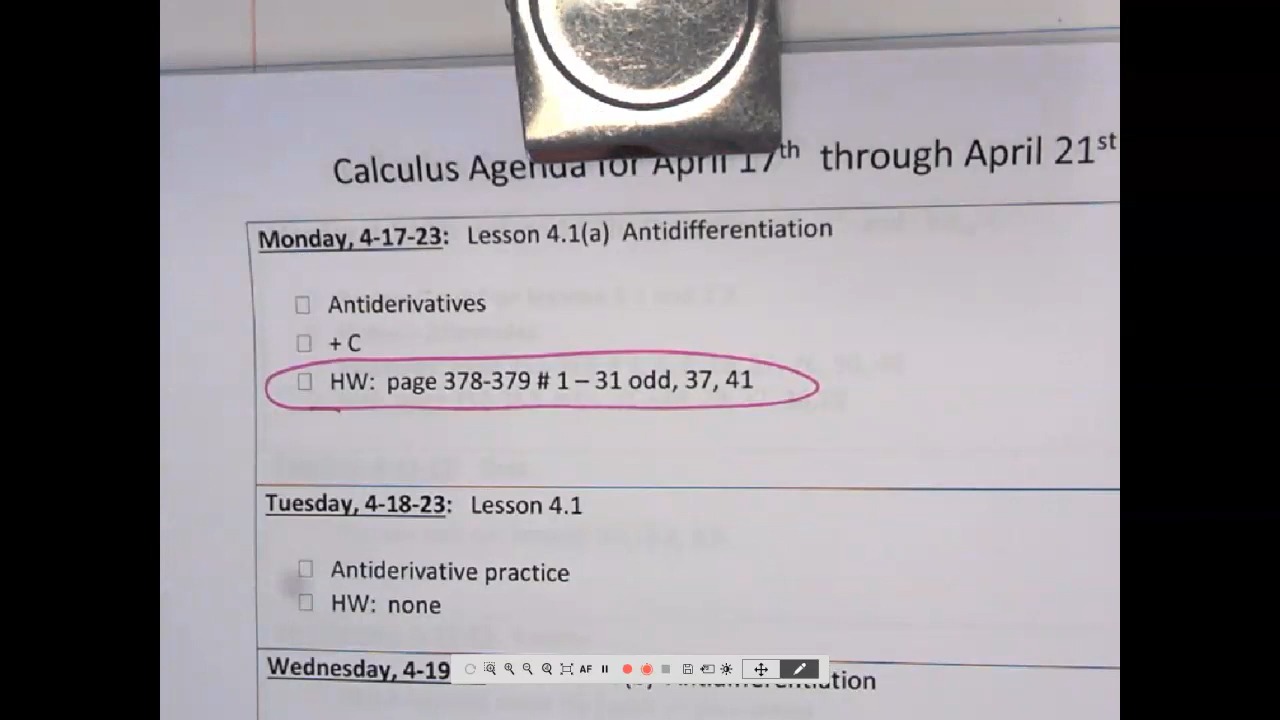 Calculus Agenda for April 17th through April 21st
Monday, 4-17-23: Lesson 4.1(a) Antidifferentiation
Antiderivatives
+ C
HW: page 378-379 # 1 – 31 odd, 37, 41
Tuesday, 4-18-23: Lesson 4.1
Antiderivative practice
HW: none
Wednesday, 4-19
AF